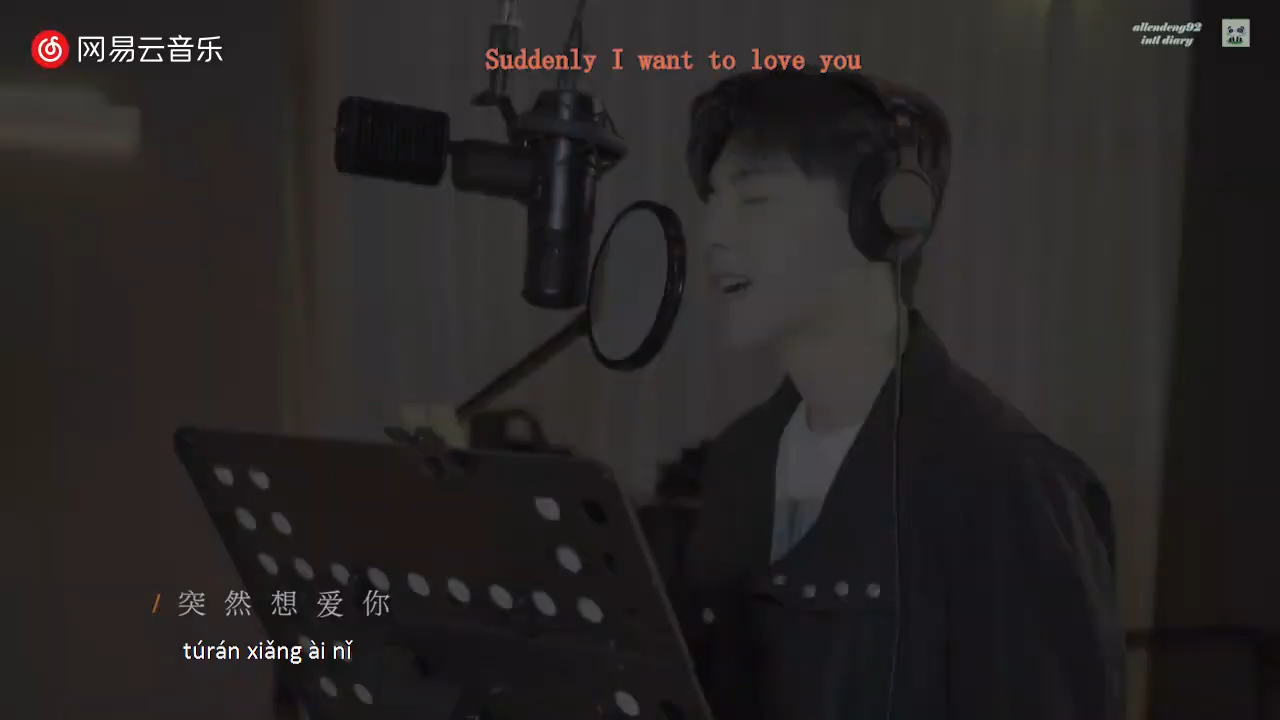 网易云音乐
allendeng92
intl diary
Suddenly I want to love you
/ 突然想爱你
túrán xiǎng ài nǐ